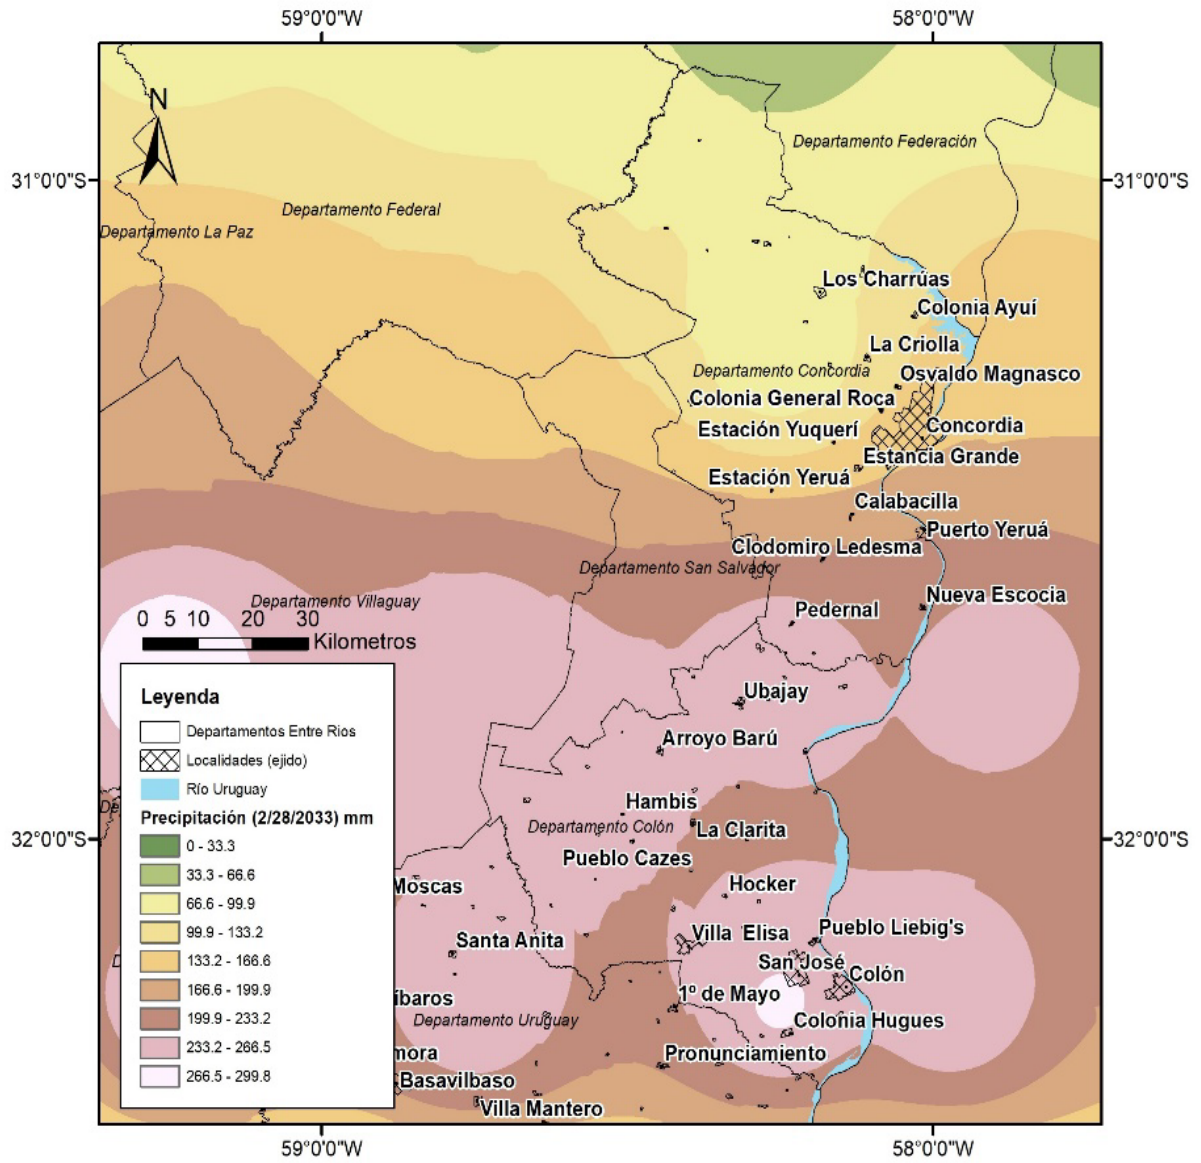 59°0'0"W
58°0'0"W
N
31°0'0"S
31°0'0"S
Departamento Federación
Departamento Federal
Departamento La Paz
Los Charrúas
Colonia Ayuí
La Criolla
Departamento Concordia
Osvaldo Magnasco
Colonia General Roca
Estación Yuquerí
Concordia
Estancia Grande
Estación Yeruá
Calabacilla
Puerto Yeruá
Clodomiro Ledesma
Departamento San Salvador
Departamento Villaguay
Nueva Escocia
Pedernal
0 5 10 20 30
Kilometros
Ubajay
Arroyo Barú
Hambis
Departamento Colón
La Clarita
32°0'0"S
32°0'0"S
Pueblo Cazes
Moscas
Hocker
Santa Anita
Villa Elisa
Pueblo Liebig's
San José
Colón
1º de Mayo
íbaros
Departamento Uruguay
Colonia Hugues
mora
Pronunciamiento
Basavilbaso
Villa Mantero
Leyenda
Departamentos Entre Rios
Localidades (ejido)
Río Uruguay
Precipitación (2/28/2033) mm
0 - 33.3
33.3 - 66.6
66.6 - 99.9
99.9 - 133.2
133.2 - 166.6
166.6 - 199.9
199.9 - 233.2
233.2 - 266.5
266.5 - 299.8
59°0'0"W
58°0'0"W